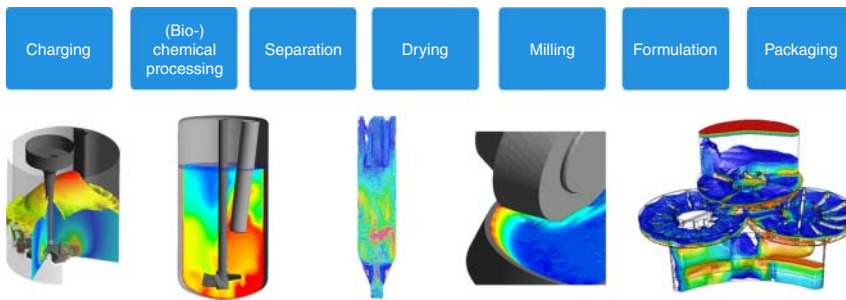 Charging
(Bio-)
chemical
processing
Separation
Drying
Milling
Formulation
Packaging